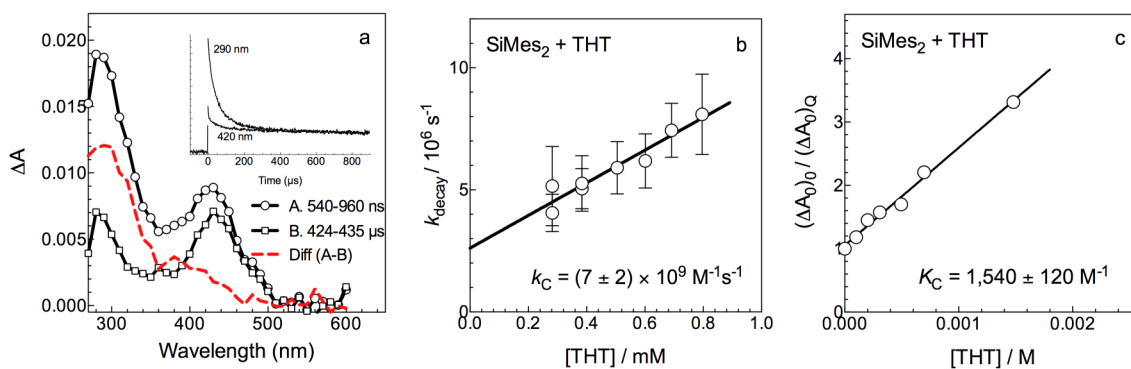 a
0.020
0.015
0.010
0.005
0.000
ΔA
300
400
500
600
Wavelength (nm)
290 nm
420 nm
0
200
400
600
800
Time (µs)
A. 540-960 ns
B. 424-435 µs
Diff (A-B)
SiMes₂ + THT
b
10
5
0
k_decay / 10⁶ s⁻¹
k_C = (7 ± 2) × 10⁹ M⁻¹s⁻¹
0.0
0.2
0.4
0.6
0.8
1.0
[THT] / mM
SiMes₂ + THT
c
4
3
2
1
0
(ΔA₀)₀ / (ΔA₀)_Q
K_C = 1,540 ± 120 M⁻¹
0.000
0.001
0.002
[THT] / M